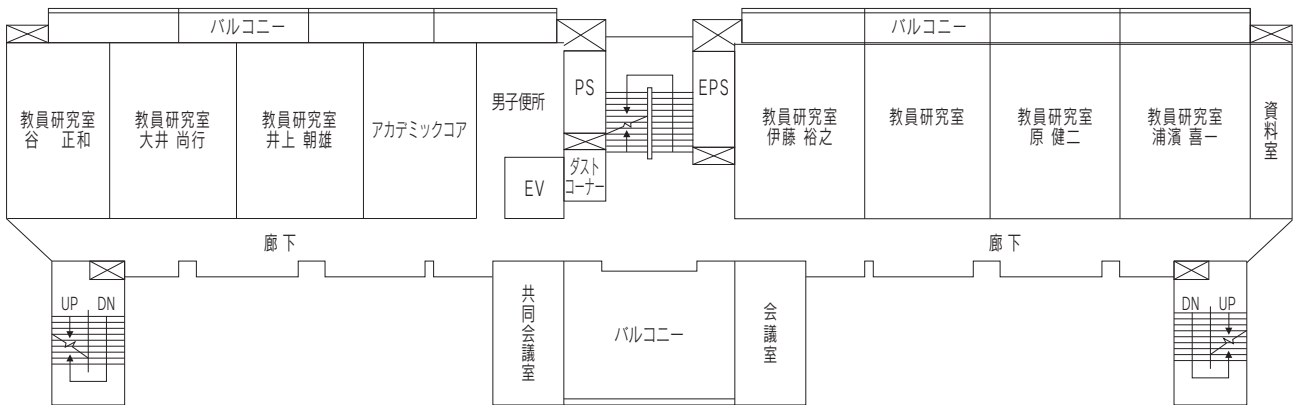 バルコニー
バルコニー
教員研究室
谷 正和
教員研究室
大井 尚行
教員研究室
井上 朝雄
アカデミックコア
男子便所
PS
EPS
教員研究室
伊藤 裕之
教員研究室
教員研究室
原 健二
教員研究室
浦濱 喜一
資料室
EV
ダスト
コーナー
廊下
廊下
UP DN
共同会議室
バルコニー
会議室
DN UP